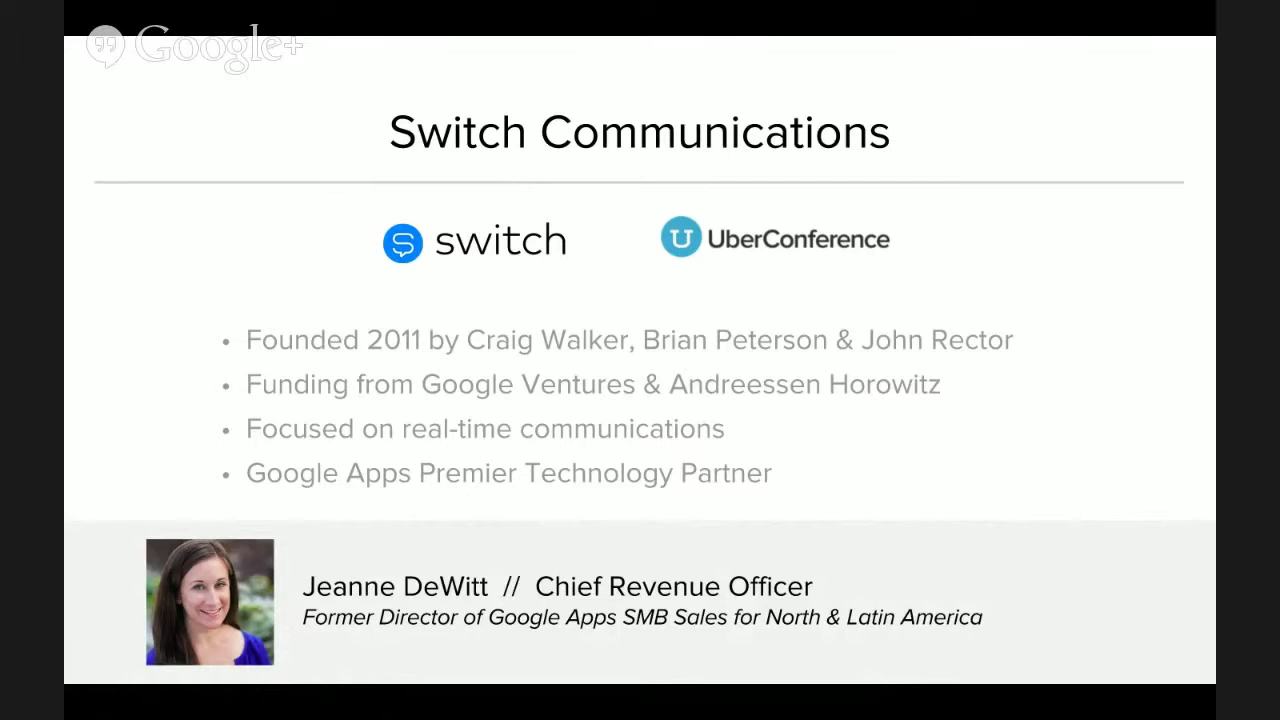 Google+
Switch Communications
switch
UberConference
• Founded 2011 by Craig Walker, Brian Peterson & John Rector
• Funding from Google Ventures & Andreessen Horowitz
• Focused on real-time communications
• Google Apps Premier Technology Partner
Jeanne DeWitt // Chief Revenue Officer
Former Director of Google Apps SMB Sales for North & Latin America